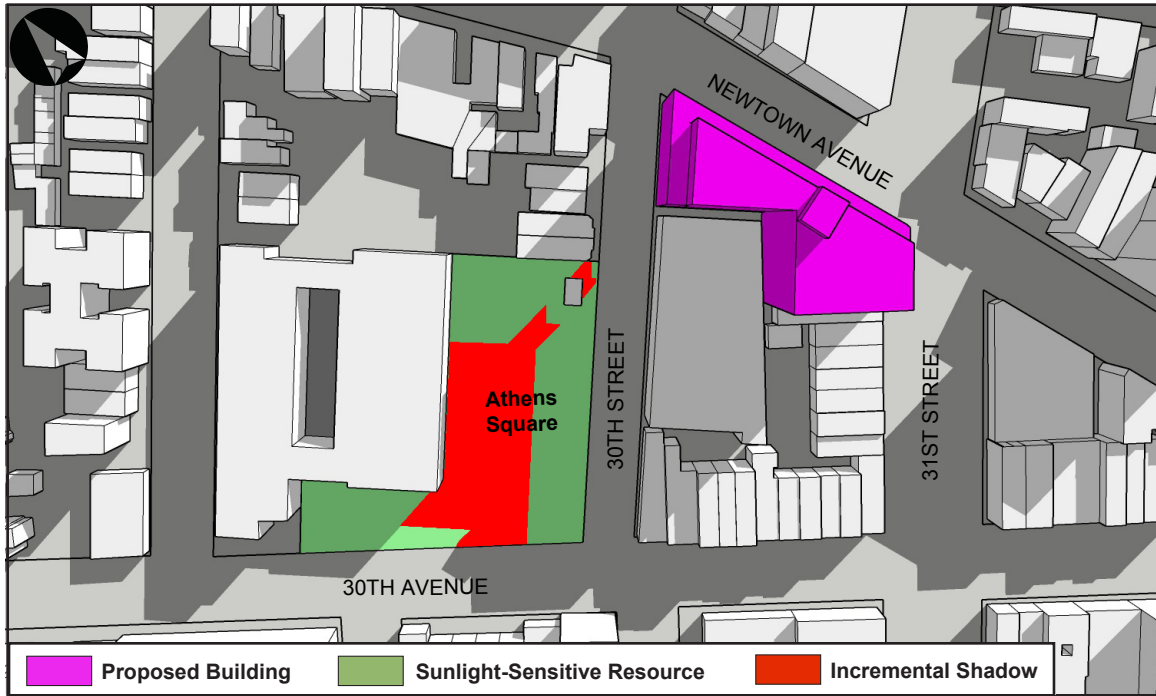 NEWTOWN AVENUE
Athens
Square
30TH STREET
31ST STREET
30TH AVENUE
Proposed Building
Sunlight-Sensitive Resource
Incremental Shadow